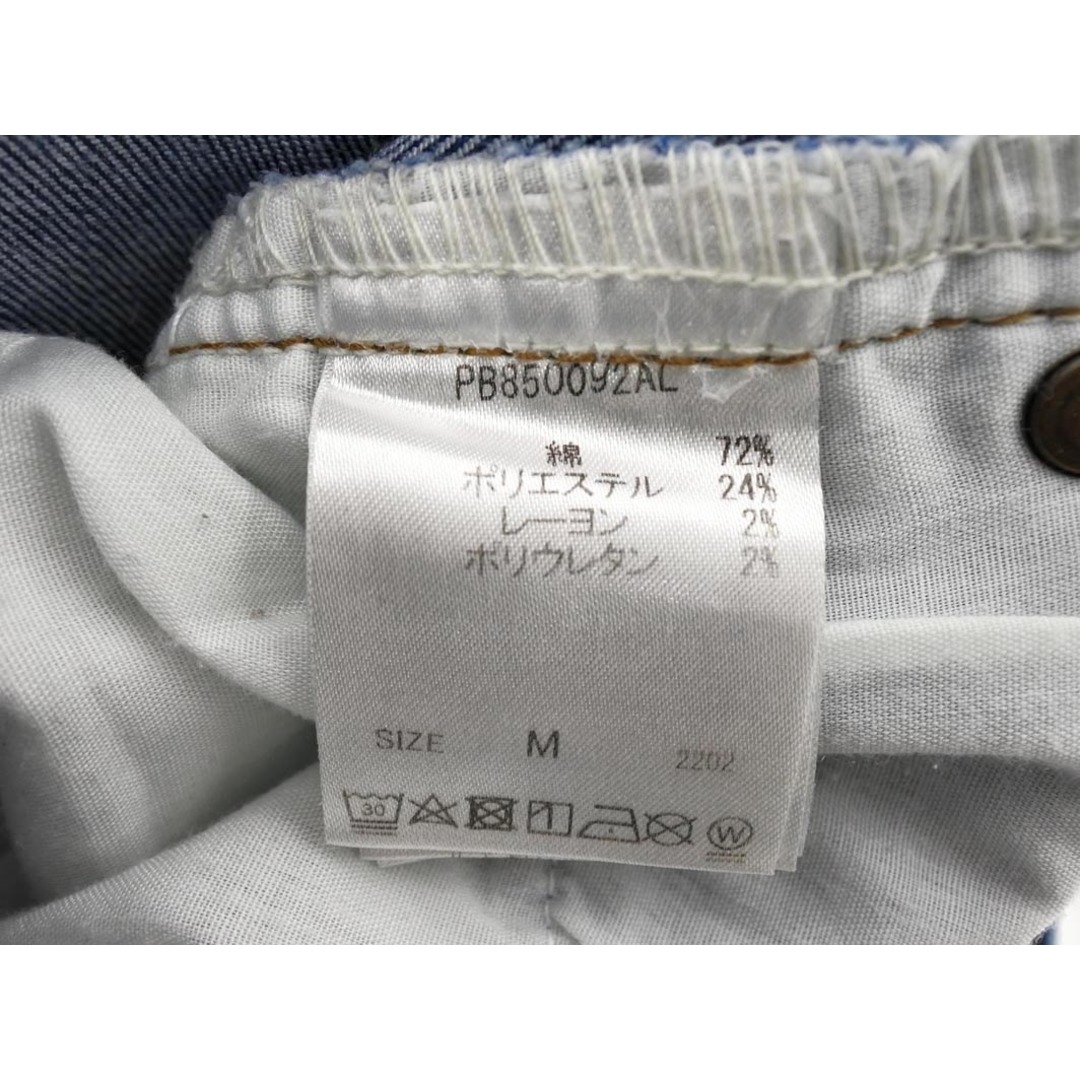 PB850092AL
綿 72%
ポリエステル 24%
レーヨン 2%
ポリウレタン 2%
SIZE M 2202
30 W